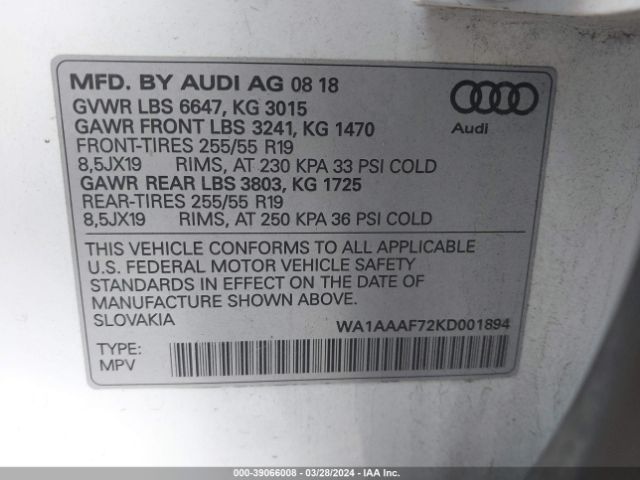 MFD. BY AUDI AG 08 18
GVWR LBS 6647, KG 3015
GAWR FRONT LBS 3241, KG 1470
FRONT-TIRES 255/55 R19
8,5JX19 RIMS, AT 230 KPA 33 PSI COLD
GAWR REAR LBS 3803, KG 1725
REAR-TIRES 255/55 R19
8,5JX19 RIMS, AT 250 KPA 36 PSI COLD
Audi
THIS VEHICLE CONFORMS TO ALL APPLICABLE
U.S. FEDERAL MOTOR VEHICLE SAFETY
STANDARDS IN EFFECT ON THE DATE OF
MANUFACTURE SHOWN ABOVE.
SLOVAKIA
WA1AAAF72KD001894
TYPE:
MPV
000-39066008 - 03/28/2024 - IAA Inc.